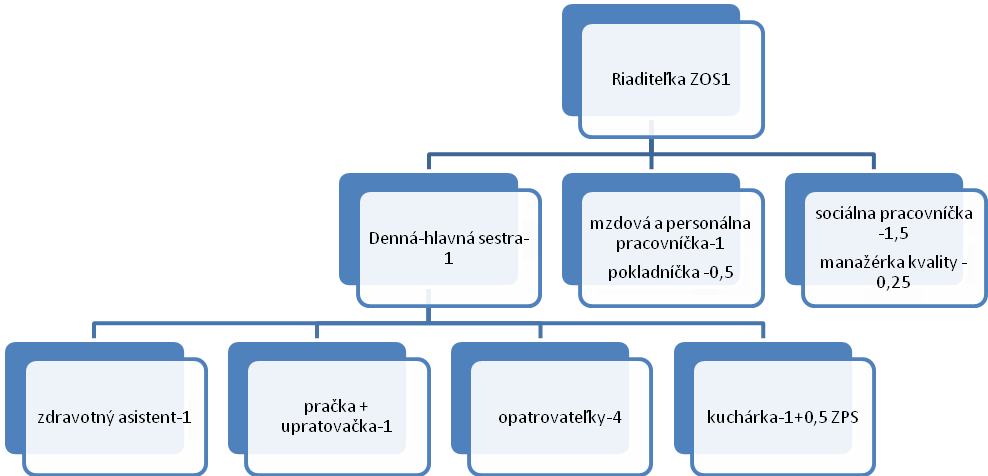 Riaditeľka ZOS1
Denná-hlavná sestra-
1
mzdová a personálna
pracovníčka-1
pokladníčka -0,5
sociálna pracovníčka
-1,5
manažérka kvality -
0,25
zdravotný asistent-1
pračka +
upratovačka-1
opatrovateľky-4
kuchárka-1+0,5 ZPS